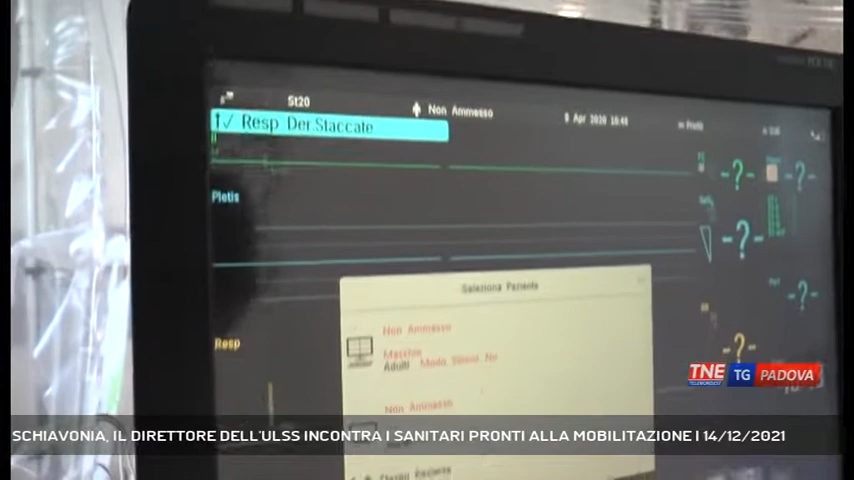 St20
Non Ammesso
8 Apr 2020
Resp Der.Staccate
-?-
-?-
Pletis
-?-
-?-
Seleziona Paziente
Non Ammesso
Resp
-?-
Adulti
TNE TG PADOVA
Non Ammesso
SCHIAVONIA, IL DIRETTORE DELL'ULSS INCONTRA I SANITARI PRONTI ALLA MOBILITAZIONE | 14/12/2021
Paziente